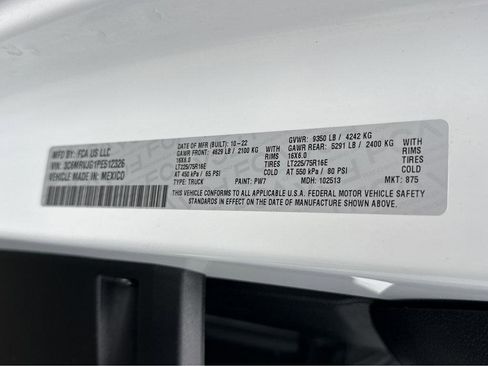 MFD BY: FCA US LLC
VIN: 3C6MRVJG1PE512326
VEHICLE MADE IN: MEXICO
DATE OF MFR (BUILT): 10-22
GAWR FRONT: 4629 LB / 2100 KG
16X6.0 RIMS
LT225/75R16E
AT 450 kPa / 65 PSI COLD
TYPE: TRUCK PAINT: PW7
GVWR: 9350 LB / 4242 KG
GAWR REAR: 5291 LB / 2400 KG
RIMS 16X6.0
LT225/75R16E
COLD AT 550 kPa / 80 PSI
MDH: 102513 MKT: 875
THIS VEHICLE CONFORMS TO ALL APPLICABLE U.S.A. FEDERAL MOTOR VEHICLE SAFETY
STANDARDS IN EFFECT ON THE DATE OF MANUFACTURE SHOWN ABOVE.